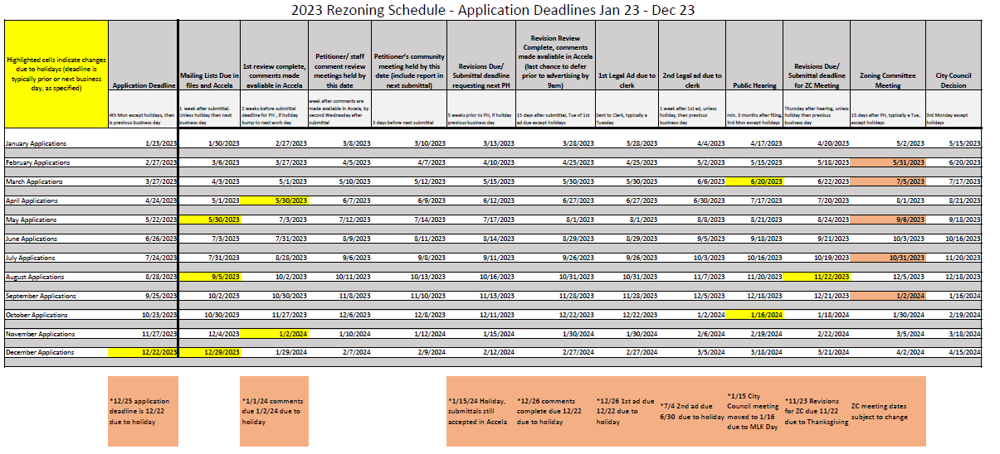 2023 Rezoning Schedule - Application Deadlines Jan 23 - Dec 23
Highlighted cells indicate changes
due to holidays (deadline is
typically prior or next business
day, as specified)
Application Deadline
Mailing Lists Due in
files and Accela
1st review complete,
comments made
avaliable in Accela
Petitioner/ staff
comment review
meetings held by
this date
Petitioner's community
meeting held by this
date (include report in
next submittal)
Revisions Due/
Submittal deadline
requesting next PH
Revision Review
Complete, comments
made avaliable in Accela
(last chance to defer
prior to advertising by
9am)
1st Legal Ad due to
clerk
2nd Legal ad due to
clerk
Public Hearing
Revisions Due/
Submittal deadline
for ZC Meeting
Zoning Committee
Meeting
City Council
Decision
4th Mon except holidays, then
is previous business day
1 week after submittal.
Unless holiday then next
business day
2 weeks before submittal
deadline for PH , if holiday
bump to next work day
week after comments are
made available in Accela, by
second Wednesday after
submittal
3 days before next submittal
5 weeks prior to PH, if holiday
previous business day
15 days after submittal, Tue of 1st
ad due except holidays
Sent to Clerk, typically a
Tuesday
1 week after 1st ad, unless
holiday, then previous
business day
min. 3 months after filing,
3rd Mon except holidays
Thursday after hearing, unless
holiday then previous
business day
15 days after PH, typically a Tue,
except holidays
3rd Monday except
holidays
January Applications 1/23/2023 1/30/2023 2/27/2023 3/8/2023 3/10/2023 3/13/2023 3/28/2023 3/28/2023 4/4/2023 4/17/2023 4/20/2023 5/2/2023 5/15/2023
February Applications 2/27/2023 3/6/2023 3/27/2023 4/5/2023 4/7/2023 4/10/2023 4/25/2023 4/25/2023 5/2/2023 5/15/2023 5/18/2023 5/31/2023 6/20/2023
March Applications 3/27/2023 4/3/2023 5/1/2023 5/10/2023 5/12/2023 5/15/2023 5/30/2023 5/30/2023 6/6/2023 6/20/2023 6/22/2023 7/5/2023 7/17/2023
April Applications 4/24/2023 5/1/2023 5/30/2023 6/7/2023 6/9/2023 6/12/2023 6/27/2023 6/27/2023 6/30/2023 7/17/2023 7/20/2023 8/1/2023 8/21/2023
May Applications 5/22/2023 5/30/2023 7/3/2023 7/12/2023 7/14/2023 7/17/2023 8/1/2023 8/1/2023 8/8/2023 8/21/2023 8/24/2023 9/6/2023 9/18/2023
June Applications 6/26/2023 7/3/2023 7/31/2023 8/9/2023 8/11/2023 8/14/2023 8/29/2023 8/29/2023 9/5/2023 9/18/2023 9/21/2023 10/3/2023 10/16/2023
July Applications 7/24/2023 7/31/2023 8/28/2023 9/6/2023 9/8/2023 9/11/2023 9/26/2023 9/26/2023 10/3/2023 10/16/2023 10/19/2023 10/31/2023 11/20/2023
August Applications 8/28/2023 9/5/2023 10/2/2023 10/11/2023 10/13/2023 10/16/2023 10/31/2023 10/31/2023 11/7/2023 11/20/2023 11/22/2023 12/5/2023 12/18/2023
September Applications 9/25/2023 10/2/2023 10/30/2023 11/8/2023 11/10/2023 11/13/2023 11/28/2023 11/28/2023 12/5/2023 12/18/2023 12/21/2023 1/2/2024 1/16/2024
October Applications 10/23/2023 10/30/2023 11/27/2023 12/6/2023 12/8/2023 12/11/2023 12/22/2023 12/22/2023 1/2/2024 1/16/2024 1/18/2024 1/30/2024 2/19/2024
November Applications 11/27/2023 12/4/2023 1/2/2024 1/10/2024 1/12/2024 1/15/2024 1/30/2024 1/30/2024 2/6/2024 2/19/2024 2/22/2024 3/5/2024 3/18/2024
December Applications 12/22/2023 12/29/2023 1/29/2024 2/7/2024 2/9/2024 2/12/2024 2/27/2024 2/27/2024 3/5/2024 3/18/2024 3/21/2024 4/2/2024 4/15/2024
*12/25 application
deadline is 12/22
due to holiday
*1/1/24 comments
due 1/2/24 due to
holiday
*1/15/24 Holiday,
submittals still
accepted in Accela
*12/26 comments
complete due 12/22
due to holiday
*12/26 1st ad due
12/22 due to
holiday
*7/4 2nd ad due
6/30 due to holiday
*1/15 City
Council meeting
moved to 1/16
due to MLK Day
*11/23 Revisions
for ZC due 11/22
due to Thanksgiving
ZC meeting dates
subject to change